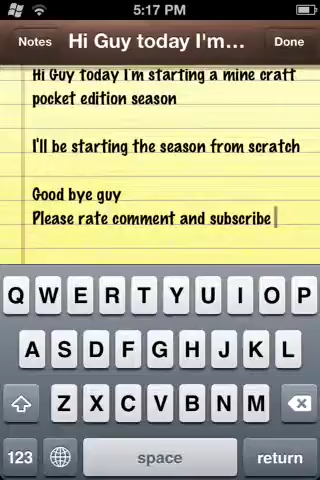 5:17 PM
Notes Hi Guy today I'm... Done
Hi Guy today I'm starting a mine craft
pocket edition season
I'll be starting the season from scratch
Good bye guy
Please rate comment and subscribe
Q W E R T Y U I O P
A S D F G H J K L
Z X C V B N M
123 space return